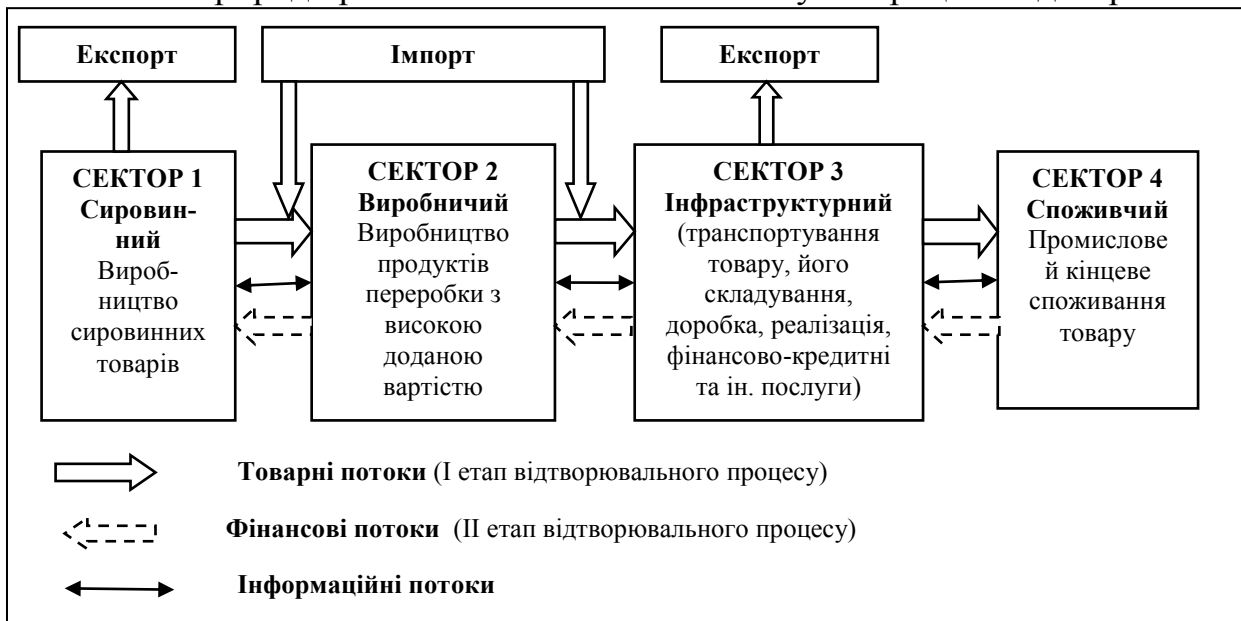 Експорт
Імпорт
Експорт
СЕКТОР 1
Сировин-
ний
Вироб-
ництво
сировинних
товарів
СЕКТОР 2
Виробничий
Виробництво
продуктів
переробки з
високою
доданою
вартістю
СЕКТОР 3
Інфраструктурний
(транспортування
товару, його
складування,
доробка, реалізація,
фінансово-кредитні
та ін. послуги)
СЕКТОР 4
Споживчий
Промислове
й кінцеве
споживання
товару
Товарні потоки (І етап відтворювального процесу)
Фінансові потоки (ІІ етап відтворювального процесу)
Інформаційні потоки